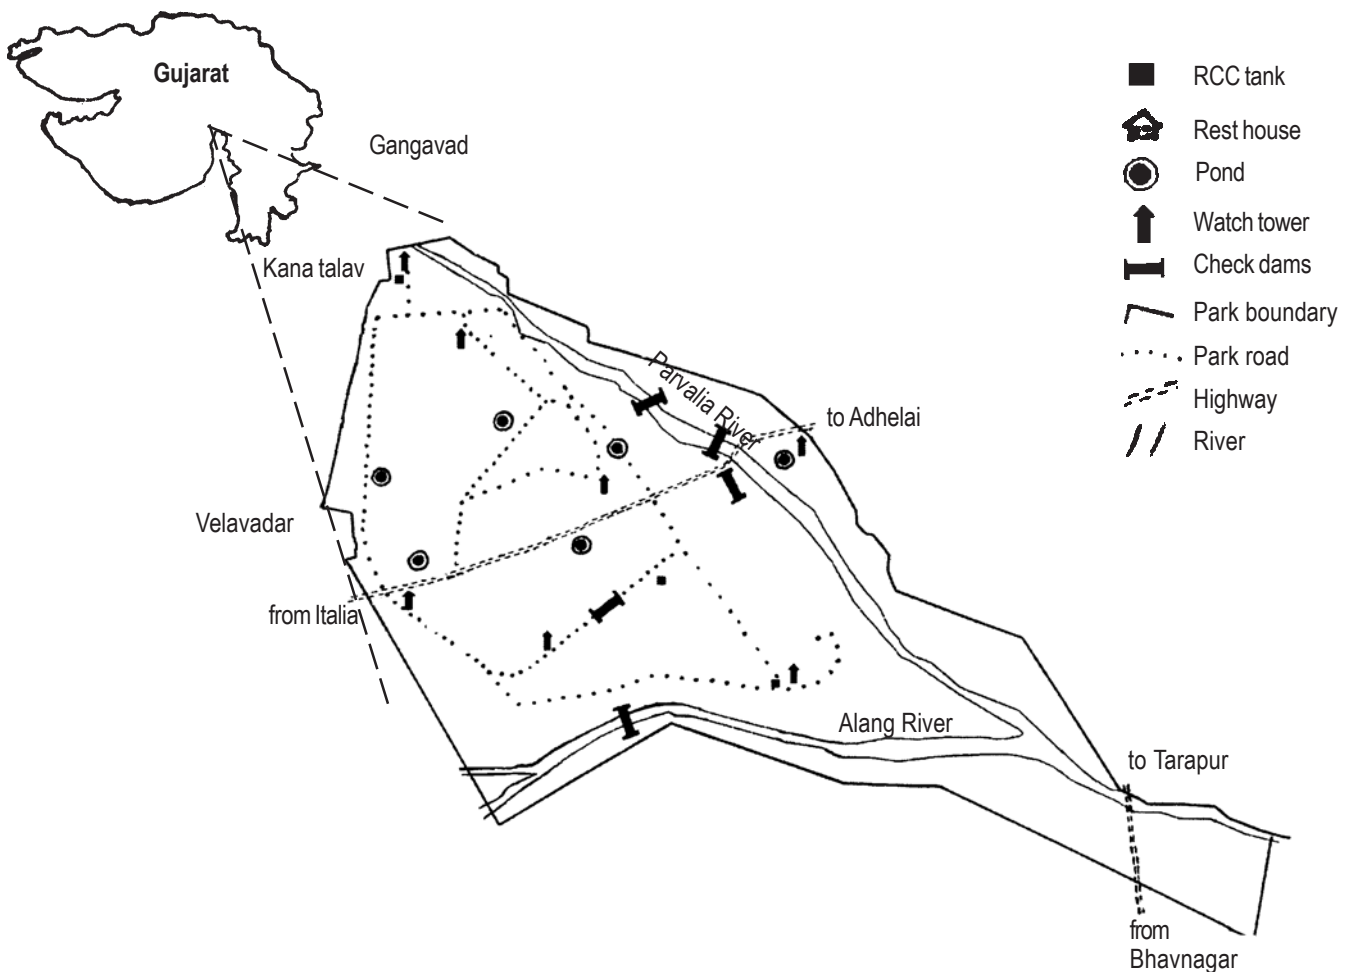 Gujarat
Gangavad
Kana talav
Parvalia River
to Adhelai
Velavadar
from Italia
Alang River
to Tarapur
from
Bhavnagar
RCC tank
Rest house
Pond
Watch tower
Check dams
Park boundary
Park road
Highway
River